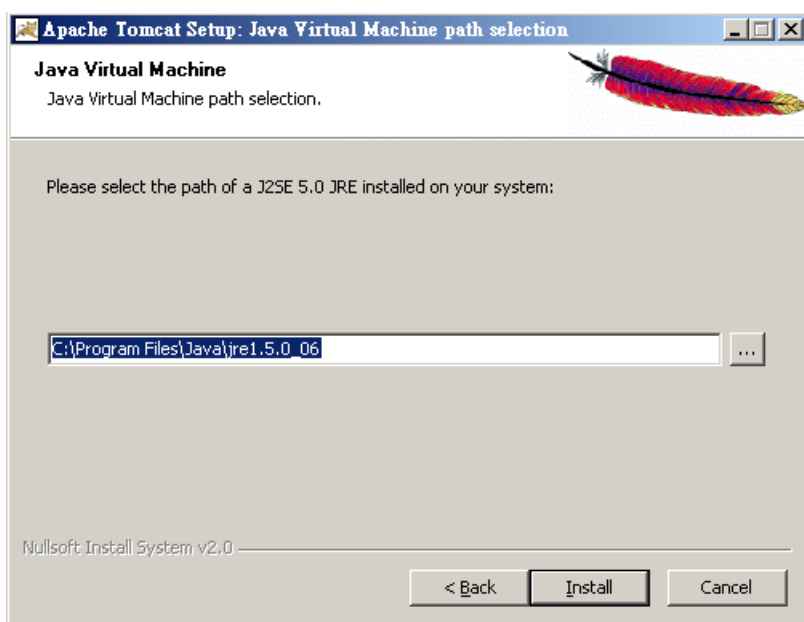 Apache Tomcat Setup: Java Virtual Machine path selection
Java Virtual Machine
Java Virtual Machine path selection.
Please select the path of a J2SE 5.0 JRE installed on your system:
C:\Program Files\Java\jre1.5.0_06
...
Nullsoft Install System v2.0
< Back
Install
Cancel